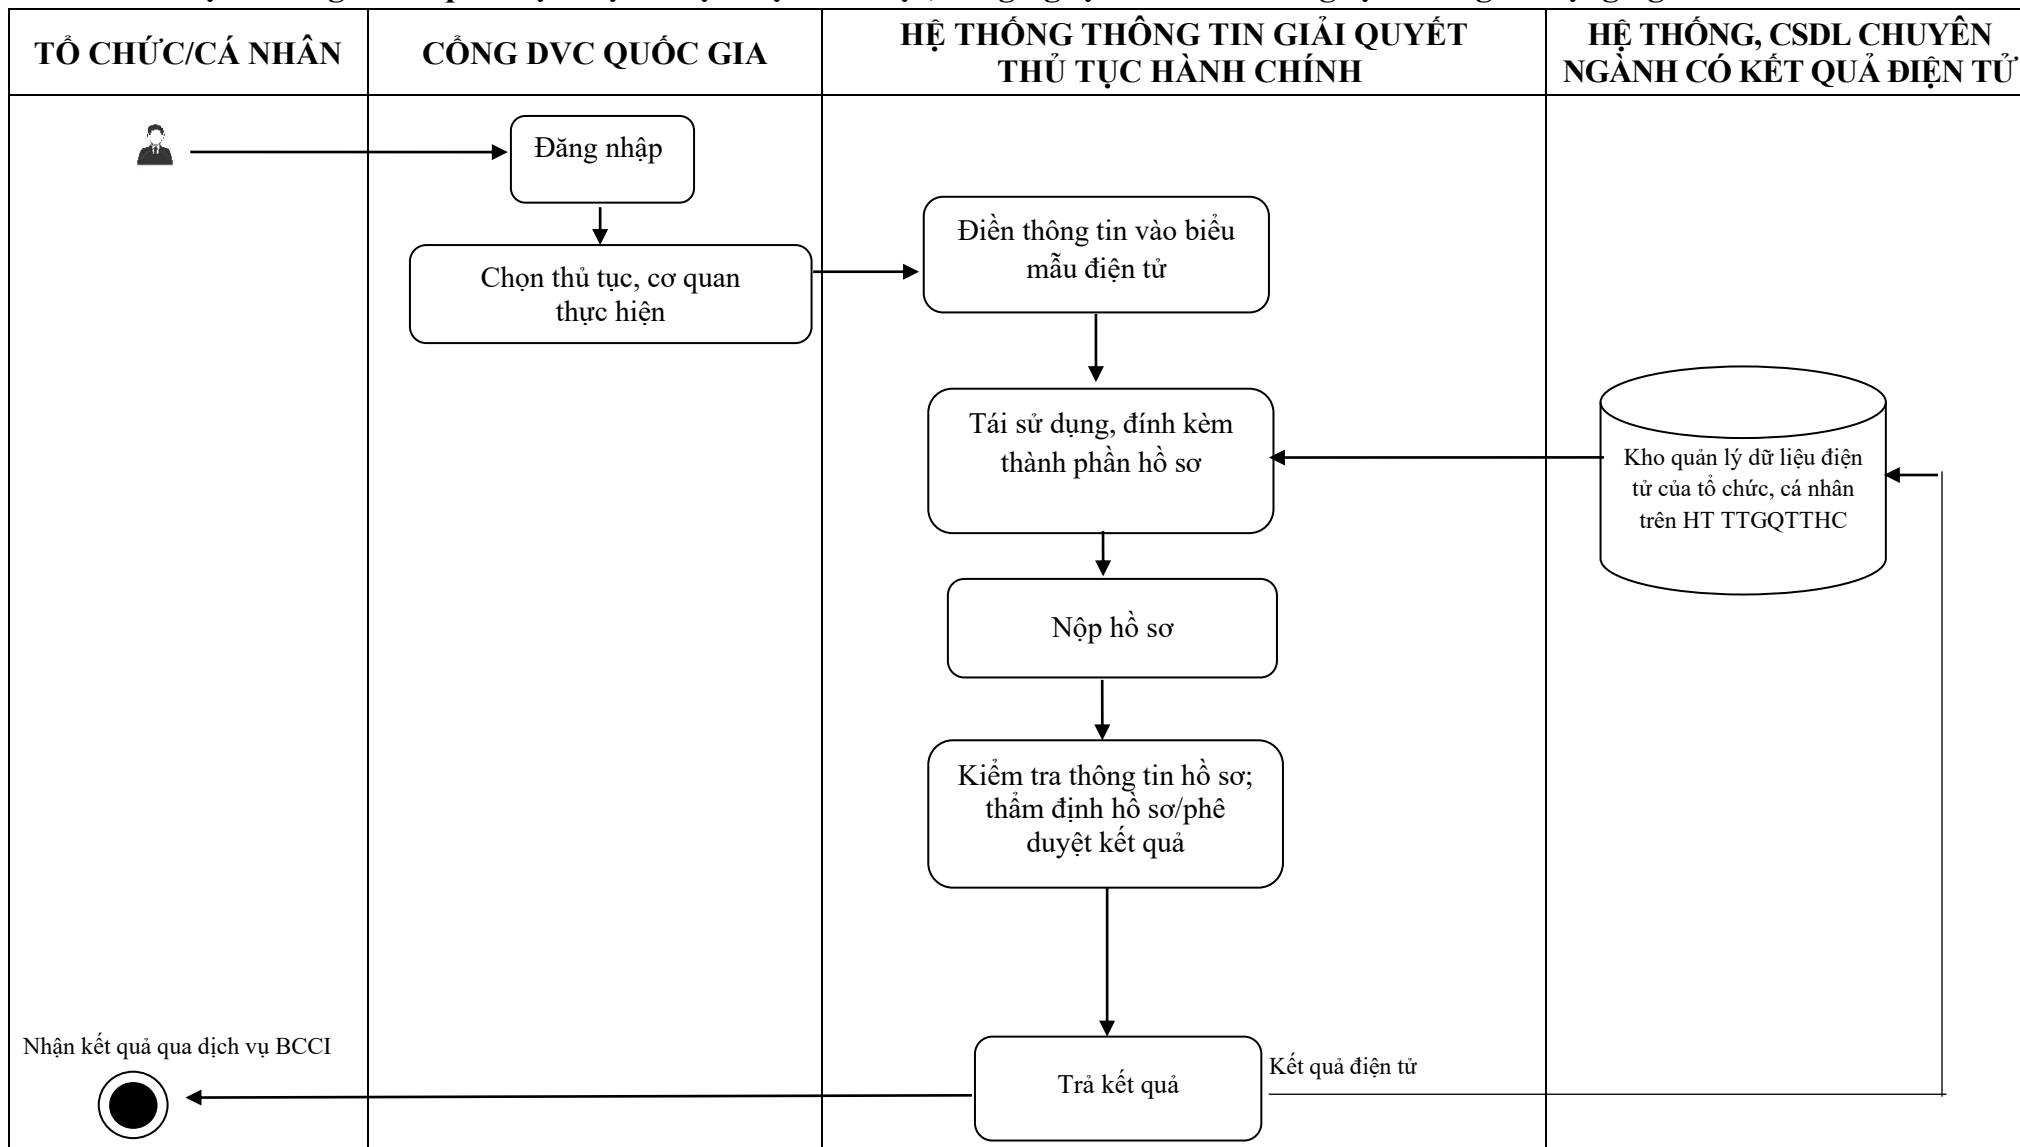 TỔ CHỨC/CÁ NHÂN
CỔNG DVC QUỐC GIA
HỆ THỐNG THÔNG TIN GIẢI QUYẾT
THỦ TỤC HÀNH CHÍNH
HỆ THỐNG, CSDL CHUYÊN
NGÀNH CÓ KẾT QUẢ ĐIỆN TỬ
Đăng nhập
Chọn thủ tục, cơ quan
thực hiện
Điền thông tin vào biểu
mẫu điện tử
Tái sử dụng, đính kèm
thành phần hồ sơ
Kho quản lý dữ liệu điện
tử của tổ chức, cá nhân
trên HT TTGQTTHC
Nộp hồ sơ
Kiểm tra thông tin hồ sơ;
thẩm định hồ sơ/phê
duyệt kết quả
Nhận kết quả qua dịch vụ BCCI
Trả kết quả
Kết quả điện tử